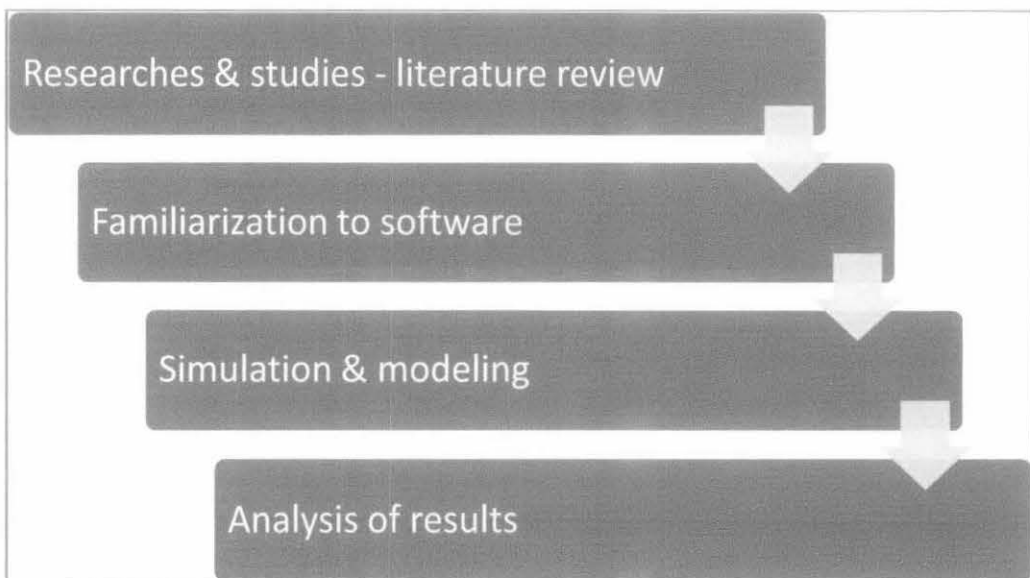 Researches & studies - literature review
Familiarization to software
Simulation & modeling
Analysis of results